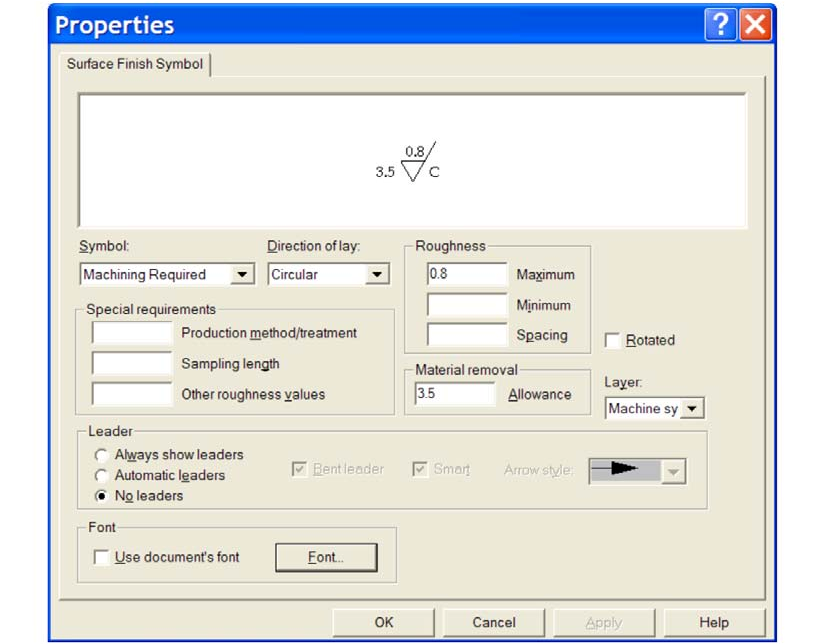 Properties
Surface Finish Symbol
0.8
3.5 C
Symbol: Direction of lay: Roughness
Machining Required Circular 0.8 Maximum
Minimum
Special requirements
Production method/treatment Spacing
Rotated
Sampling length
Material removal
Other roughness values 3.5 Allowance
Layer:
Machine sy
Leader
Always show leaders
Automatic leaders Bent leader Smart Arrow style:
No leaders
Font
Use document's font Font...
OK Cancel Apply Help